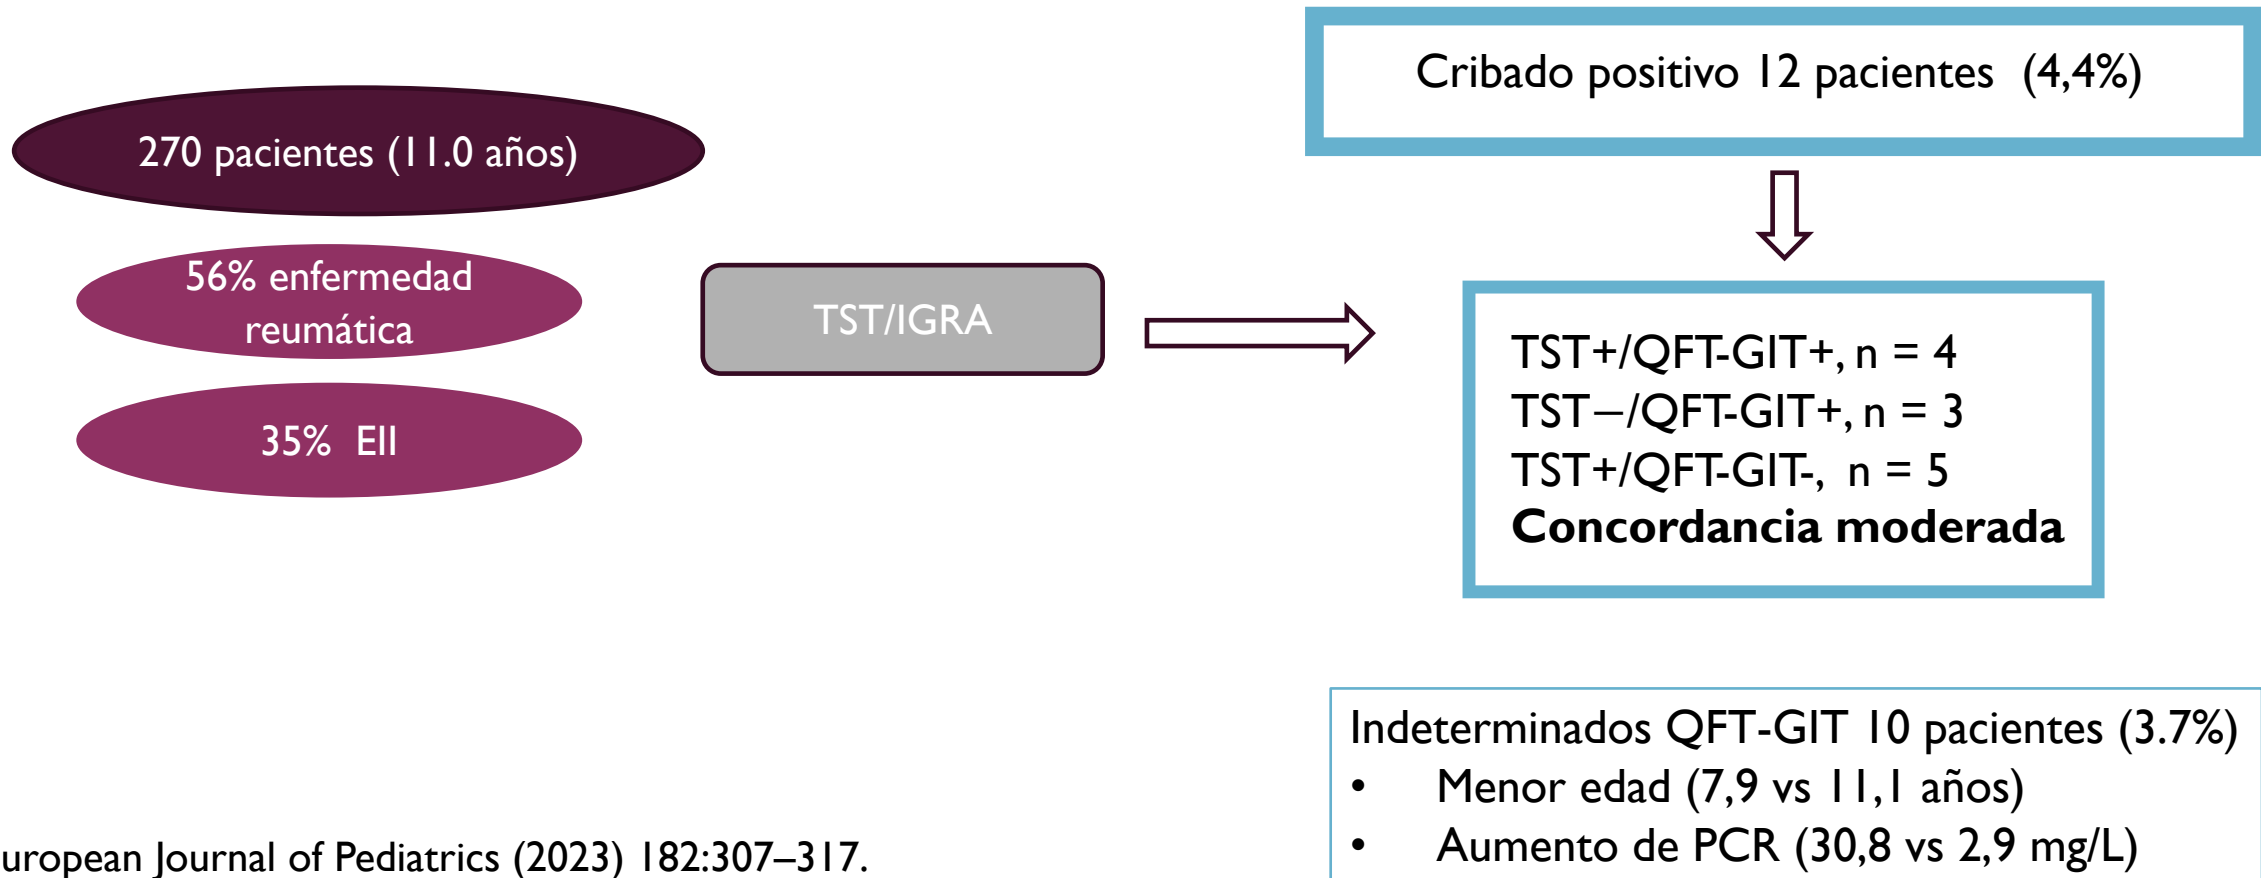 270 pacientes (11.0 años)
56% enfermedad
reumática
35% EII
TST/IGRA
Cribado positivo 12 pacientes (4,4%)
TST+/QFT-GIT+, n = 4
TST−/QFT-GIT+, n = 3
TST+/QFT-GIT-, n = 5
Concordancia moderada
Indeterminados QFT-GIT 10 pacientes (3.7%)
• Menor edad (7,9 vs 11,1 años)
• Aumento de PCR (30,8 vs 2,9 mg/L)
uropean Journal of Pediatrics (2023) 182:307–317.